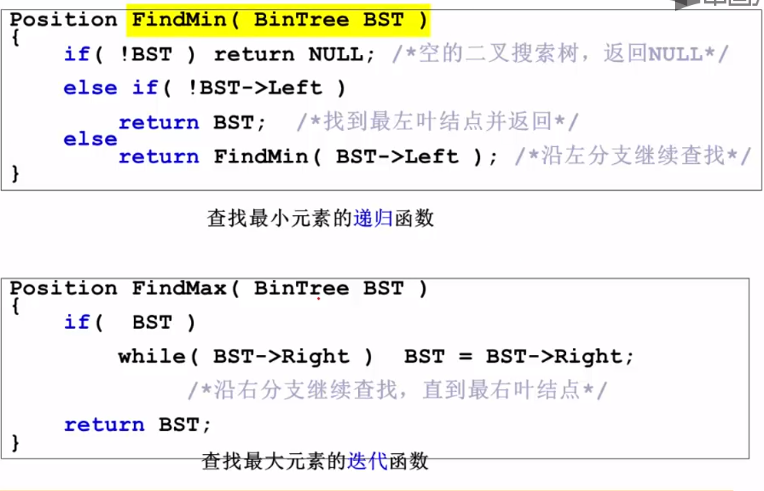 Position FindMin( BinTree BST )
{
if( !BST ) return NULL; /*空的二叉搜索树，返回NULL*/
else if( !BST->Left )
return BST; /*找到最左叶结点并返回*/
else
return FindMin( BST->Left ); /*沿左分支继续查找*/
}
查找最小元素的递归函数
Position FindMax( BinTree BST )
{
if( BST )
while( BST->Right ) BST = BST->Right;
/*沿右分支继续查找，直到最右叶结点*/
return BST;
}
查找最大元素的迭代函数